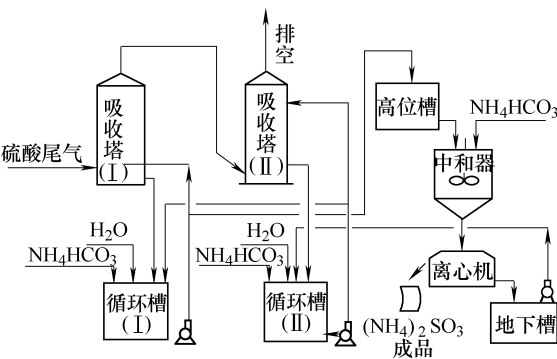 排空
吸收塔(Ⅰ)
吸收塔(Ⅱ)
高位槽
NH4HCO3
硫酸尾气
中和器
H2O
NH4HCO3
H2O
NH4HCO3
循环槽(Ⅰ)
循环槽(Ⅱ)
离心机
(NH4)2SO3
成品
地下槽